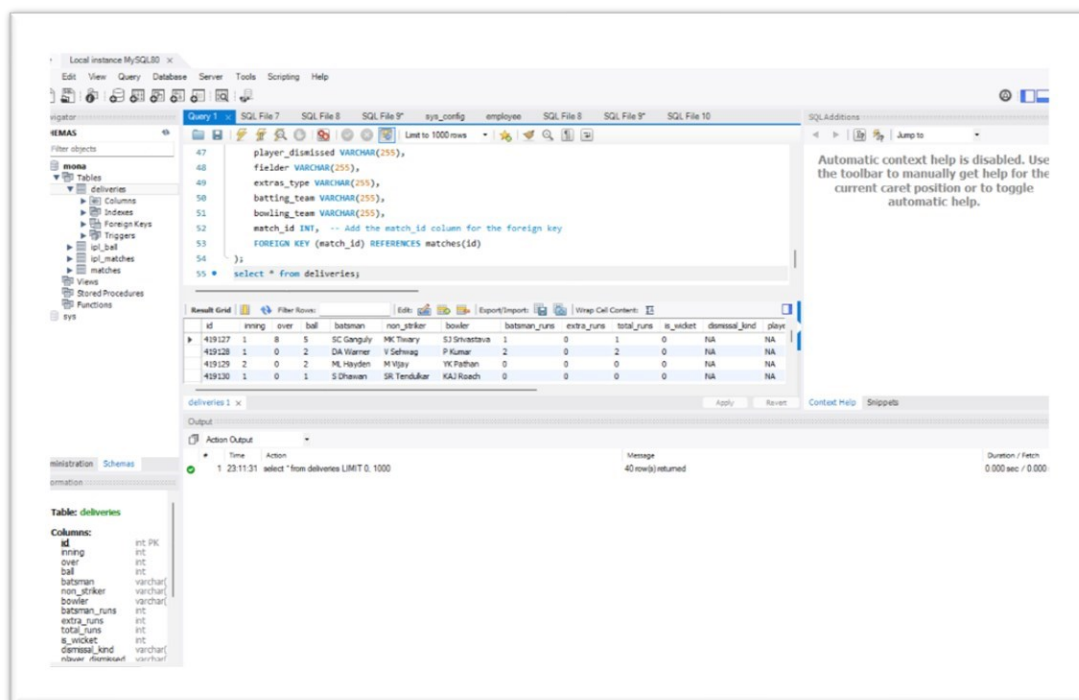 Local instance MySQL80 ×
Edit View Query Database Server Tools Scripting Help
Query 1 × SQL File 7 SQL File 8 SQL File 9* sys_config employee SQL File 8 SQL File 9* SQL File 10
Limit to 1000 rows
47 player_dismissed VARCHAR(255),
48 fielder VARCHAR(255),
49 extras_type VARCHAR(255),
50 batting_team VARCHAR(255),
51 bowling_team VARCHAR(255),
52 match_id INT, -- Add the match_id column for the foreign key
53 FOREIGN KEY (match_id) REFERENCES matches(id)
54 );
55 select * from deliveries;
Result Grid Filter Rows: Edit: Export/Import: Wrap Cell Content:
id inning over ball batsman non_striker bowler batsman_runs extra_runs total_runs is_wicket dismissal_kind playe
419127 1 8 5 SC Ganguly MK Tiwary SJ Srivastava 1 0 1 0 NA NA
419128 1 0 2 DA Warner V Sehwag P Kumar 2 0 2 0 NA NA
419129 2 0 2 ML Hayden M Vijay YK Pathan 0 0 0 0 NA NA
419130 1 0 1 S Dhawan SR Tendulkar KAJ Roach 0 0 0 0 NA NA
deliveries 1 × Apply Revert
Output
Action Output
# Time Action Message Duration / Fetch
1 23:11:31 select * from deliveries LIMIT 0, 1000 40 row(s) returned 0.000 sec / 0.000
vigator
HEMAS
Filter objects
mona
Tables
deliveries
Columns
Indexes
Foreign Keys
Triggers
ipl_ball
ipl_matches
matches
Views
Stored Procedures
Functions
sys
ministration Schemas
ormation
Table: deliveries
Columns:
id int PK
inning int
over int
ball int
batsman varchar(
non_striker varchar(
bowler varchar(
batsman_runs int
extra_runs int
total_runs int
is_wicket int
dismissal_kind varchar(
player_dismissed varchar(
SQLAdditions
Jump to
Automatic context help is disabled. Use
the toolbar to manually get help for the
current caret position or to toggle
automatic help.
Context Help Snippets